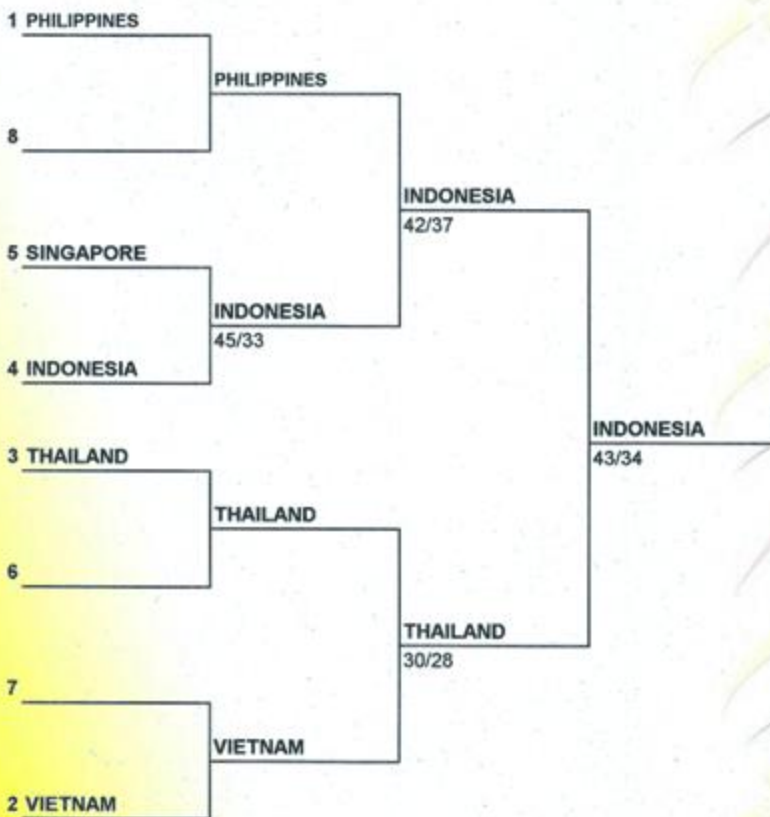 1 PHILIPPINES
PHILIPPINES
8
INDONESIA
42/37
5 SINGAPORE
INDONESIA
45/33
4 INDONESIA
INDONESIA
43/34
3 THAILAND
THAILAND
6
THAILAND
30/28
7
VIETNAM
2 VIETNAM